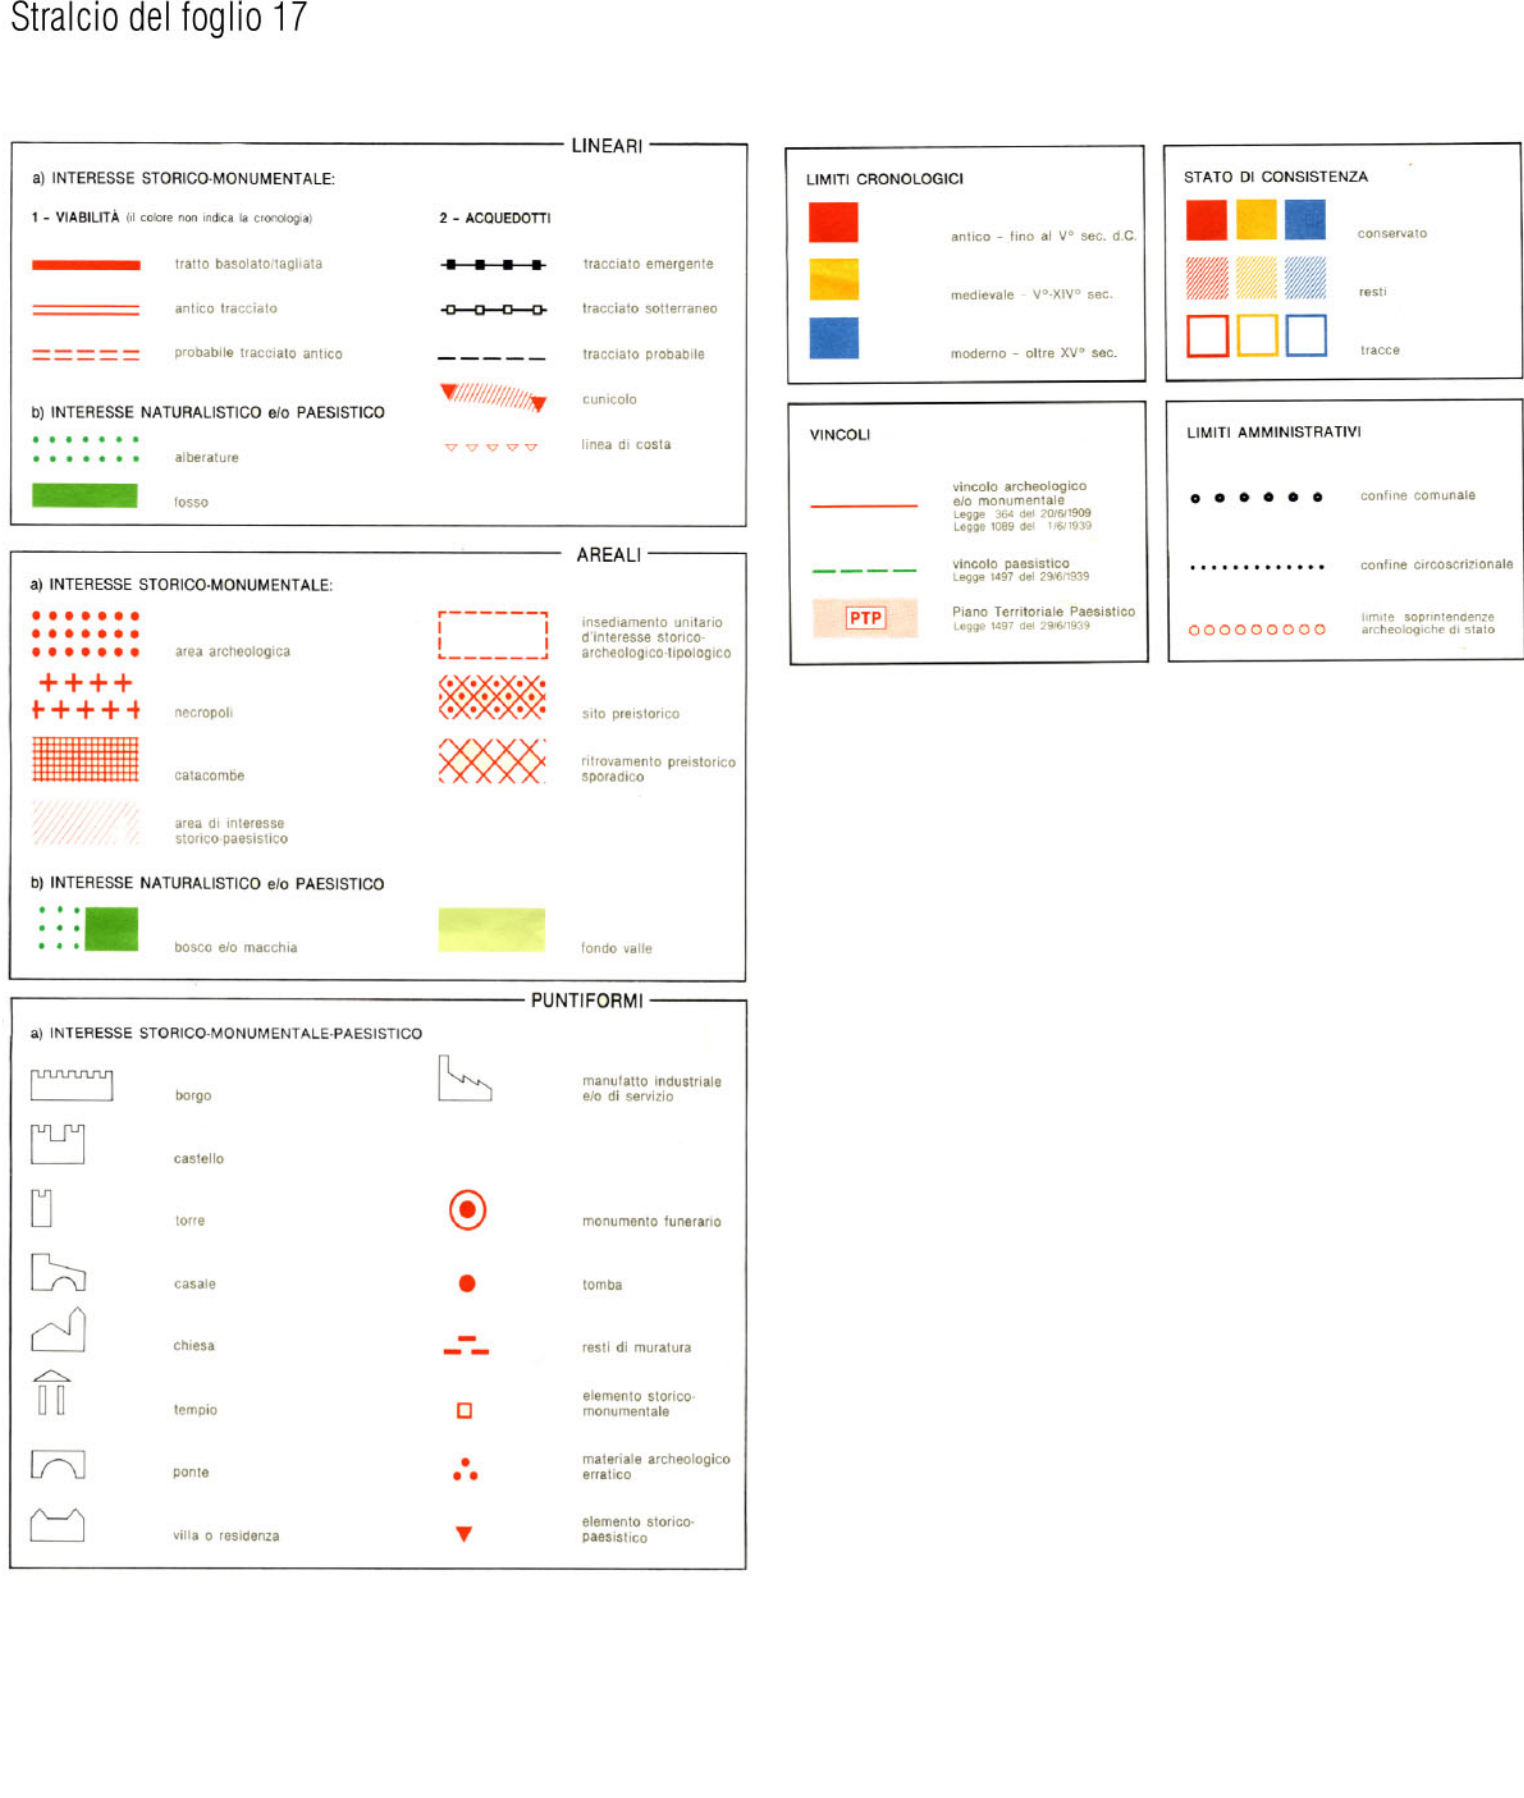 Stralcio del foglio 17
LINEARI
a) INTERESSE STORICO-MONUMENTALE:
1 - VIABILITÀ (il colore non indica la cronologia)
tratto basolato/tagliata
antico tracciato
probabile tracciato antico
2 - ACQUEDOTTI
tracciato emergente
tracciato sotterraneo
tracciato probabile
cunicolo
linea di costa
b) INTERESSE NATURALISTICO e/o PAESISTICO
alberature
fosso
AREALI
a) INTERESSE STORICO-MONUMENTALE:
area archeologica
necropoli
catacombe
area di interesse
storico-paesistico
insediamento unitario
d'interesse storico-
archeologico-tipologico
sito preistorico
ritrovamento preistorico
sporadico
b) INTERESSE NATURALISTICO e/o PAESISTICO
bosco e/o macchia
fondo valle
PUNTIFORMI
a) INTERESSE STORICO-MONUMENTALE-PAESISTICO
borgo
castello
torre
casale
chiesa
tempio
ponte
villa o residenza
manufatto industriale
e/o di servizio
monumento funerario
tomba
resti di muratura
elemento storico-
monumentale
materiale archeologico
erratico
elemento storico-
paesistico
LIMITI CRONOLOGICI
antico - fino al V° sec. d.C.
medievale - V°-XIV° sec.
moderno - oltre XV° sec.
STATO DI CONSISTENZA
conservato
resti
tracce
VINCOLI
vincolo archeologico
e/o monumentale
Legge 364 del 20/6/1909
Legge 1089 del 1/6/1939
vincolo paesistico
Legge 1497 del 29/6/1939
PTP
Piano Territoriale Paesistico
Legge 1497 del 29/6/1939
LIMITI AMMINISTRATIVI
confine comunale
confine circoscrizionale
limite soprintendenze
archeologiche di stato